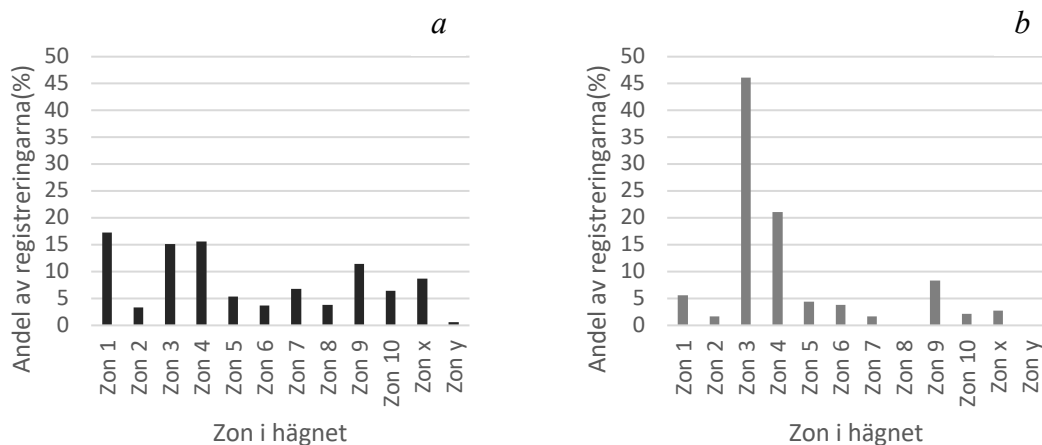 a
Andel av registreringarna(%)
50
45
40
35
30
25
20
15
10
5
0
Zon 1
Zon 2
Zon 3
Zon 4
Zon 5
Zon 6
Zon 7
Zon 8
Zon 9
Zon 10
Zon x
Zon y
Zon i hägnet
b
Andel av registreringarna(%)
50
45
40
35
30
25
20
15
10
5
0
Zon 1
Zon 2
Zon 3
Zon 4
Zon 5
Zon 6
Zon 7
Zon 8
Zon 9
Zon 10
Zon x
Zon y
Zon i hägnet